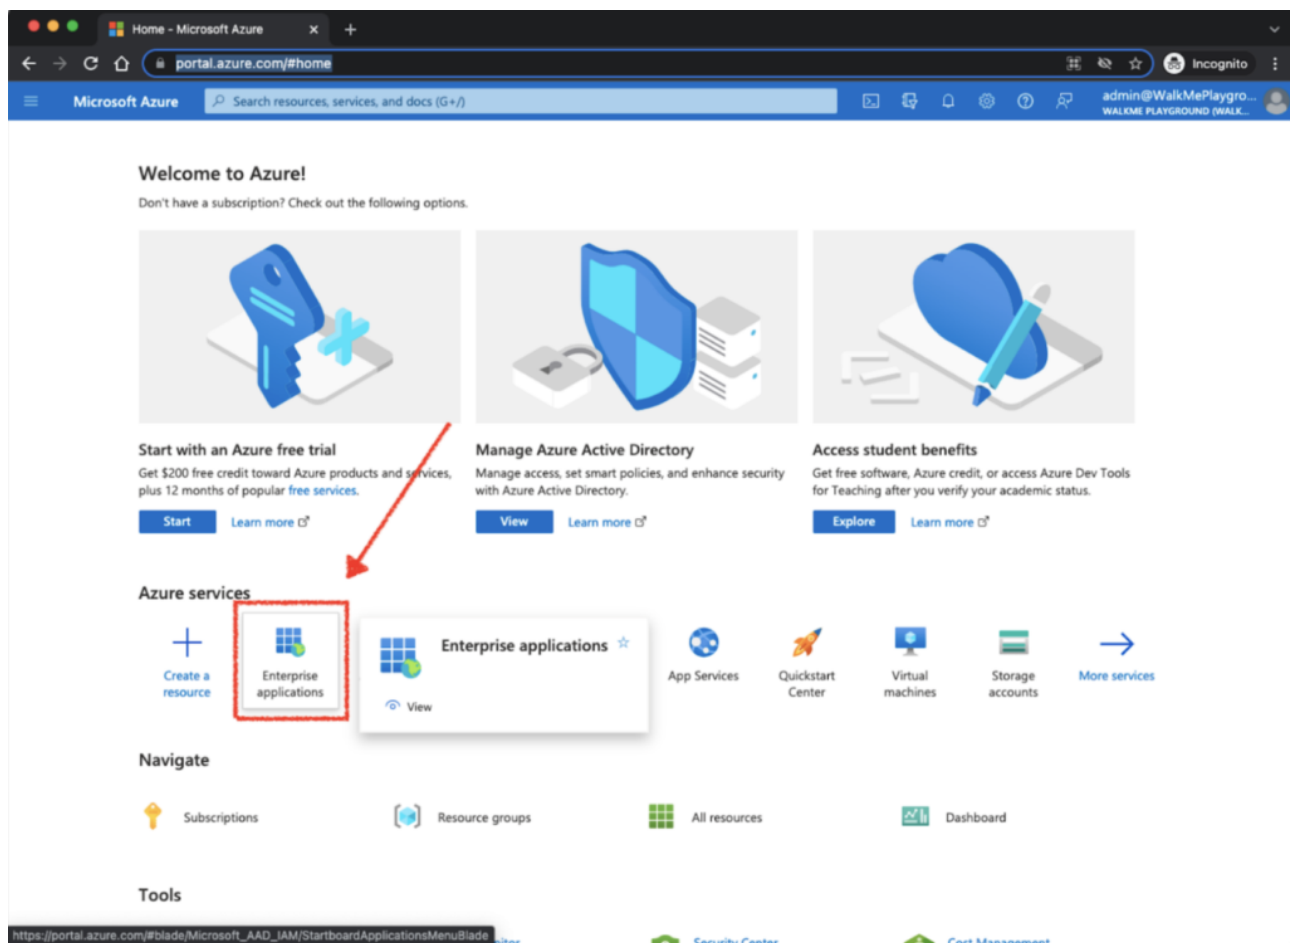 Home - Microsoft Azure
portal.azure.com/#home
Incognito
Microsoft Azure
Search resources, services, and docs (G+/)
admin@WalkMePlaygro...
WALKME PLAYGROUND (WALK...
Welcome to Azure!
Don't have a subscription? Check out the following options.
Start with an Azure free trial
Get $200 free credit toward Azure products and services,
plus 12 months of popular free services.
Start
Learn more
Manage Azure Active Directory
Manage access, set smart policies, and enhance security
with Azure Active Directory.
View
Learn more
Access student benefits
Get free software, Azure credit, or access Azure Dev Tools
for Teaching after you verify your academic status.
Explore
Learn more
Azure services
Create a
resource
Enterprise
applications
Enterprise applications
View
App Services
Quickstart
Center
Virtual
machines
Storage
accounts
More services
Navigate
Subscriptions
Resource groups
All resources
Dashboard
Tools
https://portal.azure.com/#blade/Microsoft_AAD_IAM/StartboardApplicationsMenuBlade
Security Center
Cost Management